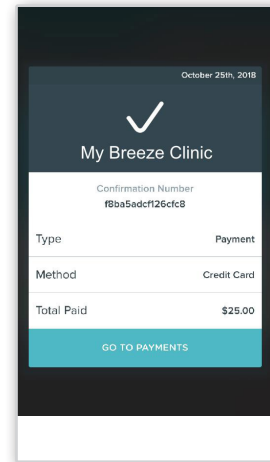 October 25th, 2018
My Breeze Clinic
Confirmation Number
f8ba5adcf126cfc8
Type Payment
Method Credit Card
Total Paid $25.00
GO TO PAYMENTS